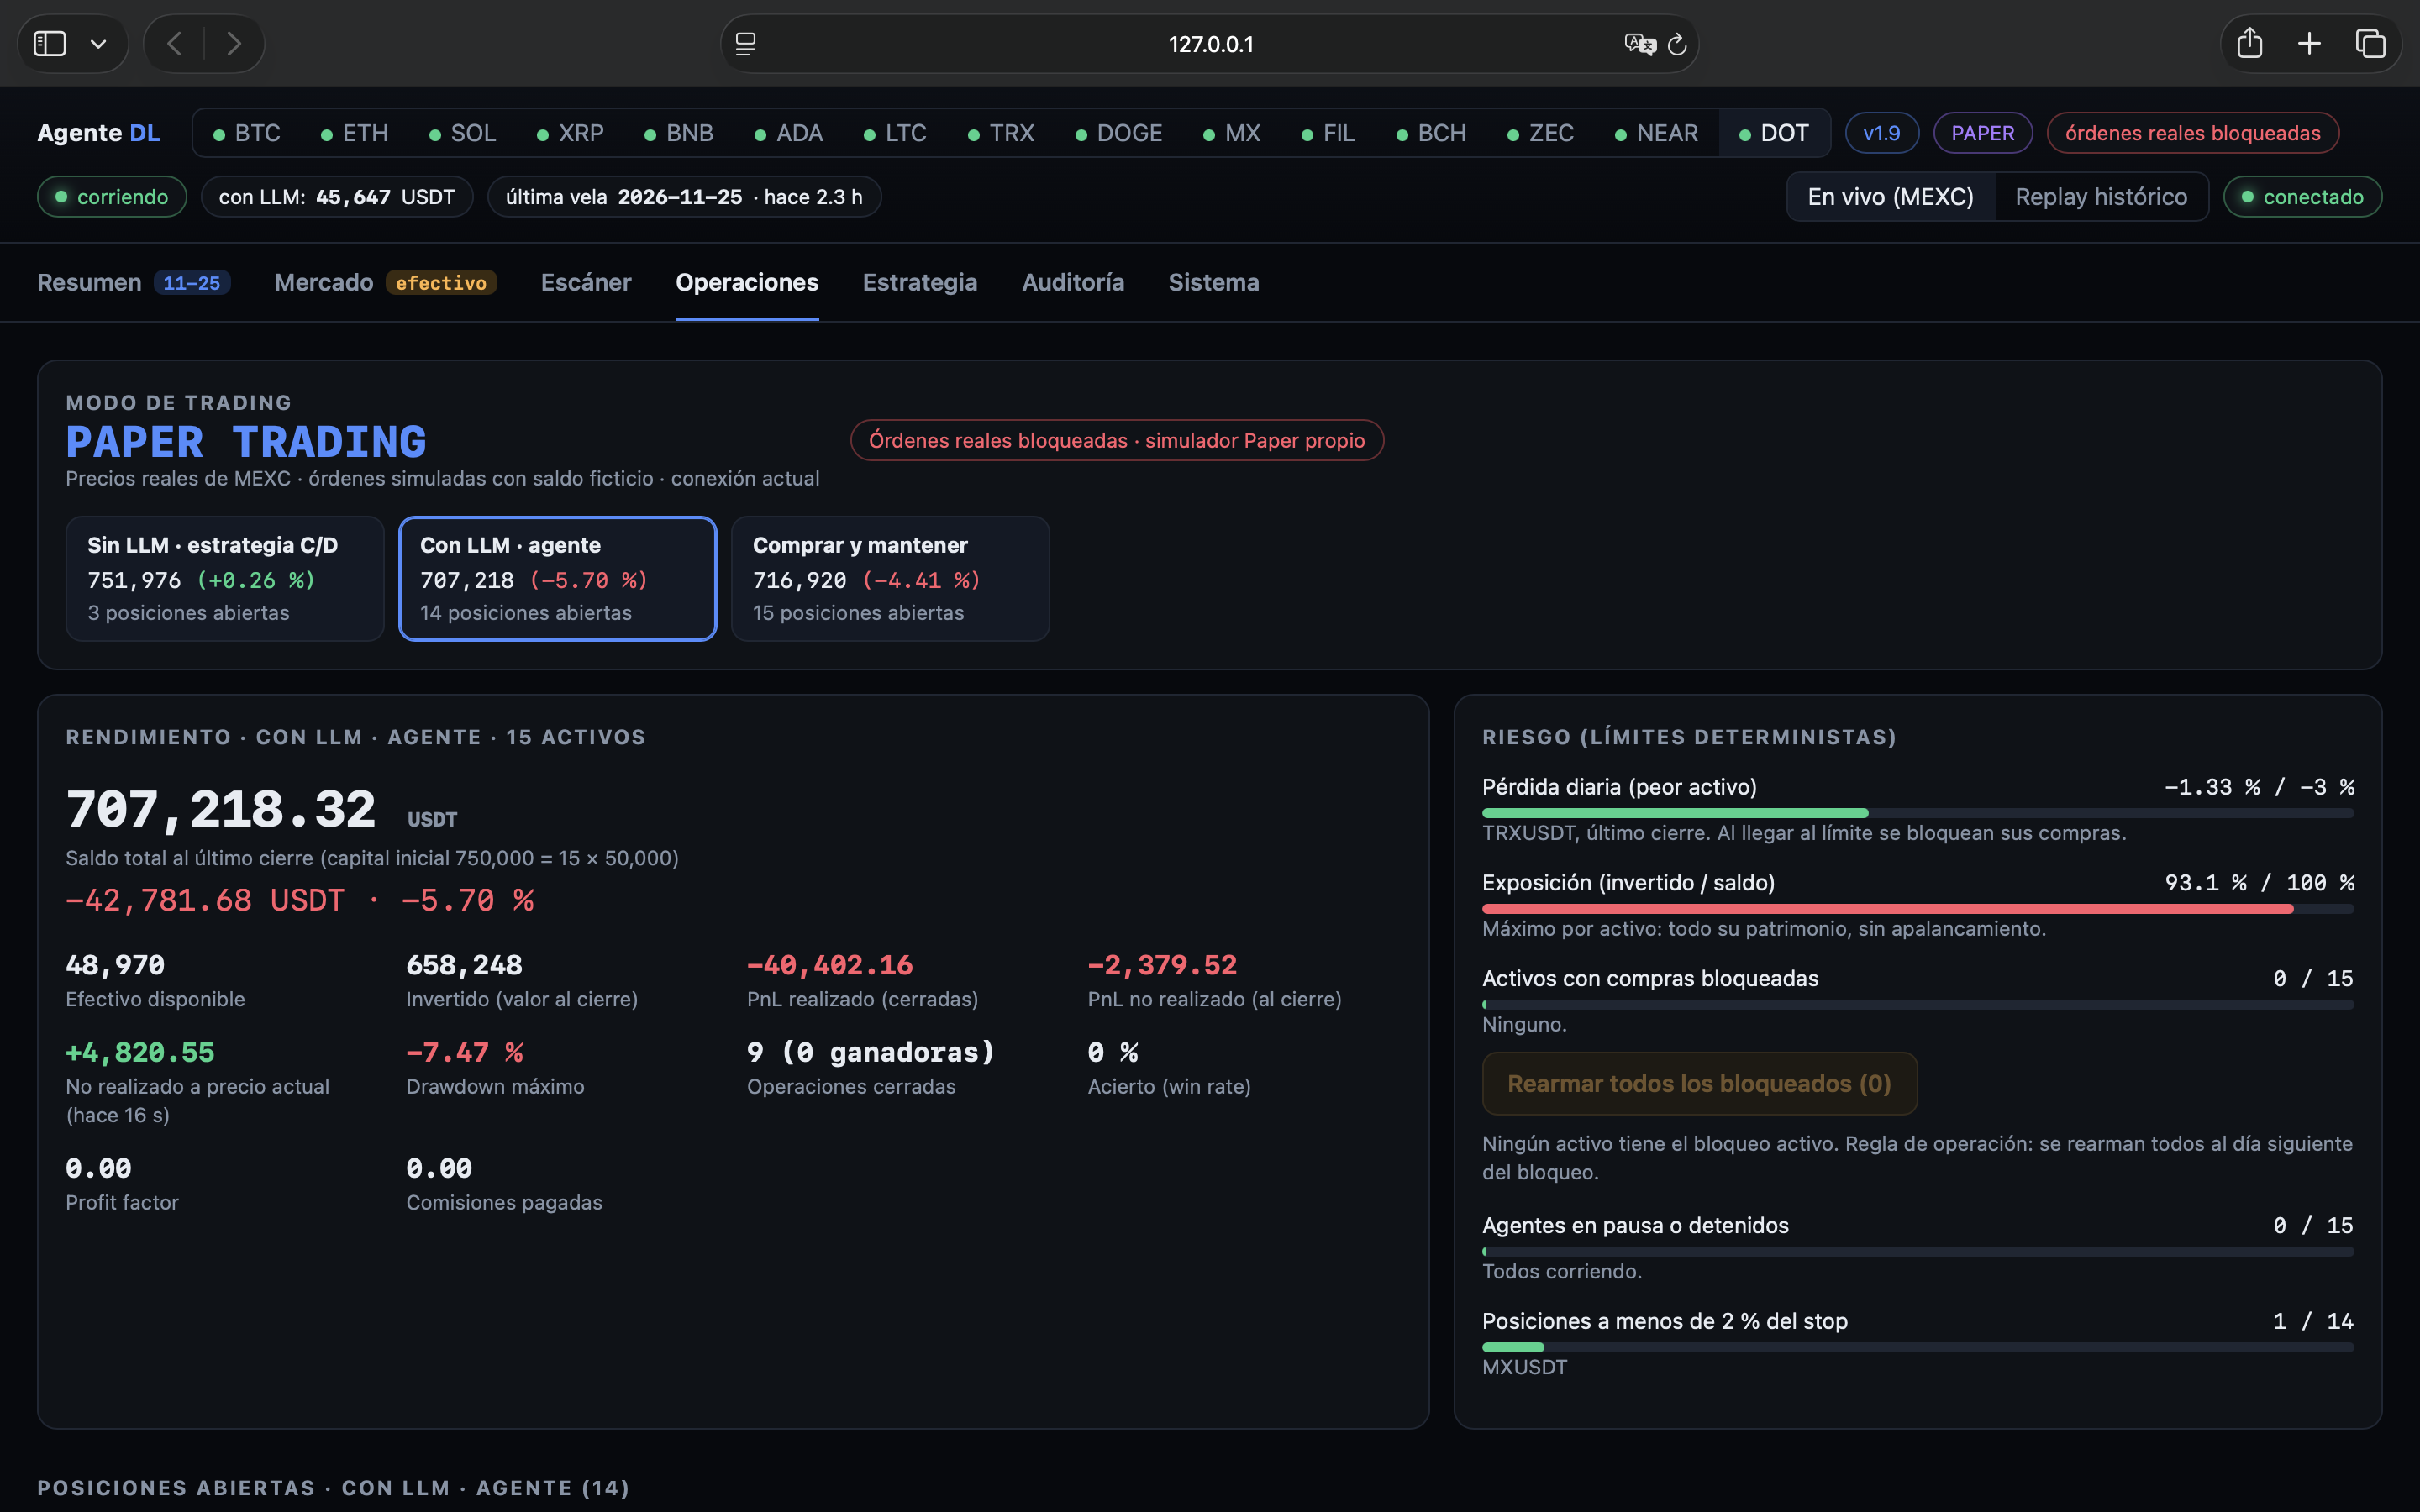 127.0.0.1
Agente DL
BTC ETH SOL XRP BNB ADA LTC TRX DOGE MX FIL BCH ZEC NEAR DOT
v1.9 PAPER órdenes reales bloqueadas
corriendo con LLM: 45,647 USDT última vela 2026-11-25 · hace 2.3 h
En vivo (MEXC) Replay histórico conectado
Resumen 11-25 Mercado efectivo Escáner Operaciones Estrategia Auditoría Sistema
MODO DE TRADING
PAPER TRADING
Precios reales de MEXC · órdenes simuladas con saldo ficticio · conexión actual
Órdenes reales bloqueadas · simulador Paper propio
Sin LLM · estrategia C/D
751,976 (+0.26 %)
3 posiciones abiertas
Con LLM · agente
707,218 (−5.70 %)
14 posiciones abiertas
Comprar y mantener
716,920 (−4.41 %)
15 posiciones abiertas
RENDIMIENTO · CON LLM · AGENTE · 15 ACTIVOS
707,218.32 USDT
Saldo total al último cierre (capital inicial 750,000 = 15 × 50,000)
−42,781.68 USDT · −5.70 %
48,970
Efectivo disponible
658,248
Invertido (valor al cierre)
−40,402.16
PnL realizado (cerradas)
−2,379.52
PnL no realizado (al cierre)
+4,820.55
No realizado a precio actual
(hace 16 s)
−7.47 %
Drawdown máximo
9 (0 ganadoras)
Operaciones cerradas
0 %
Acierto (win rate)
0.00
Profit factor
0.00
Comisiones pagadas
RIESGO (LÍMITES DETERMINISTAS)
Pérdida diaria (peor activo) −1.33 % / −3 %
TRXUSDT, último cierre. Al llegar al límite se bloquean sus compras.
Exposición (invertido / saldo) 93.1 % / 100 %
Máximo por activo: todo su patrimonio, sin apalancamiento.
Activos con compras bloqueadas 0 / 15
Ninguno.
Rearmar todos los bloqueados (0)
Ningún activo tiene el bloqueo activo. Regla de operación: se rearman todos al día siguiente
del bloqueo.
Agentes en pausa o detenidos 0 / 15
Todos corriendo.
Posiciones a menos de 2 % del stop 1 / 14
MXUSDT
POSICIONES ABIERTAS · CON LLM · AGENTE (14)